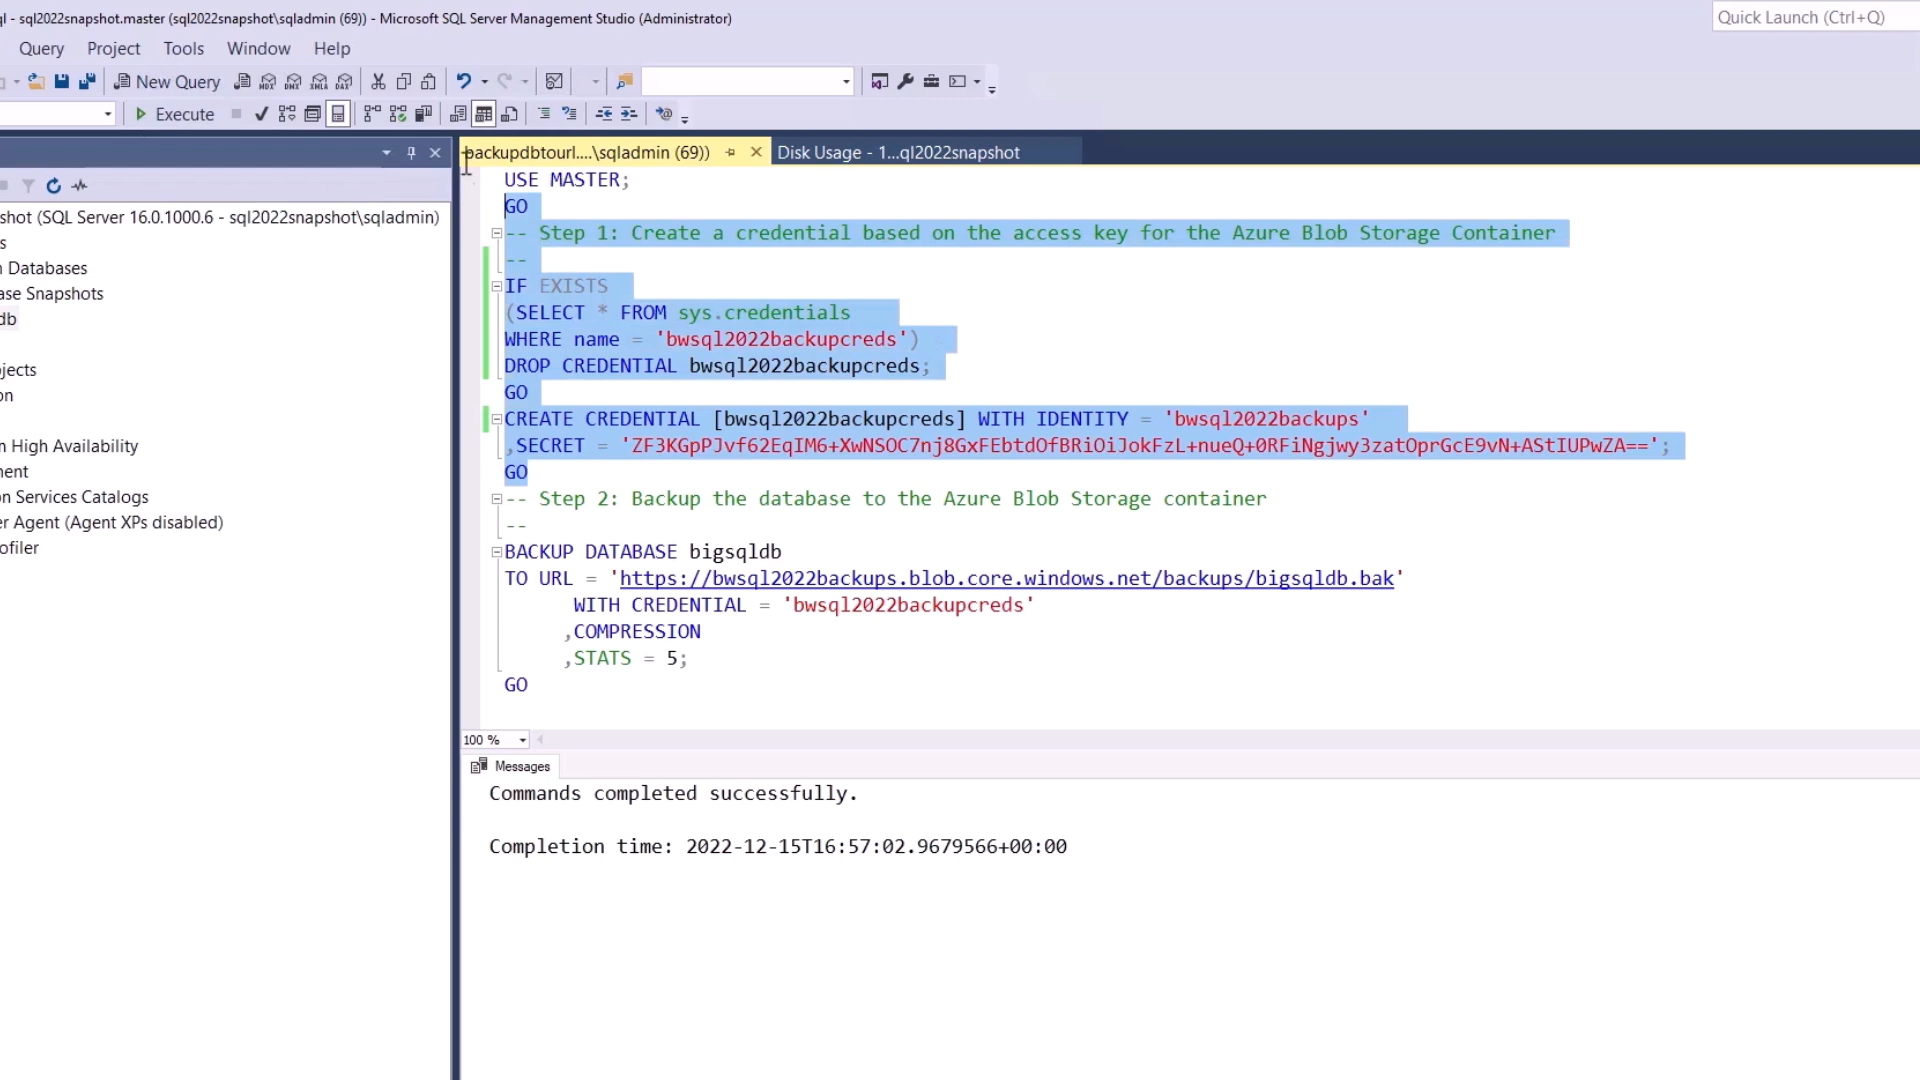 ql - sql2022snapshot.master (sql2022snapshot\sqladmin (69)) - Microsoft SQL Server Management Studio (Administrator)
Quick Launch (Ctrl+Q)
Query Project Tools Window Help
New Query
Execute
backupdbtourl....\sqladmin (69))
Disk Usage - 1...ql2022snapshot
shot (SQL Server 16.0.1000.6 - sql2022snapshot\sqladmin)
s
n Databases
ase Snapshots
db
jects
on
n High Availability
ment
on Services Catalogs
er Agent (Agent XPs disabled)
ofiler
USE MASTER;
GO
-- Step 1: Create a credential based on the access key for the Azure Blob Storage Container
--
IF EXISTS
(SELECT * FROM sys.credentials
WHERE name = 'bwsql2022backupcreds')
DROP CREDENTIAL bwsql2022backupcreds;
GO
CREATE CREDENTIAL [bwsql2022backupcreds] WITH IDENTITY = 'bwsql2022backups'
,SECRET = 'ZF3KGpPJvf62EqIM6+XwNSOC7nj8GxFEbtdOfBRiOiJokFzL+nueQ+0RFiNgjwy3zatOprGcE9vN+AStIUPwZA==';
GO
-- Step 2: Backup the database to the Azure Blob Storage container
--
BACKUP DATABASE bigsqldb
TO URL = 'https://bwsql2022backups.blob.core.windows.net/backups/bigsqldb.bak'
WITH CREDENTIAL = 'bwsql2022backupcreds'
,COMPRESSION
,STATS = 5;
GO
100 %
Messages
Commands completed successfully.
Completion time: 2022-12-15T16:57:02.9679566+00:00